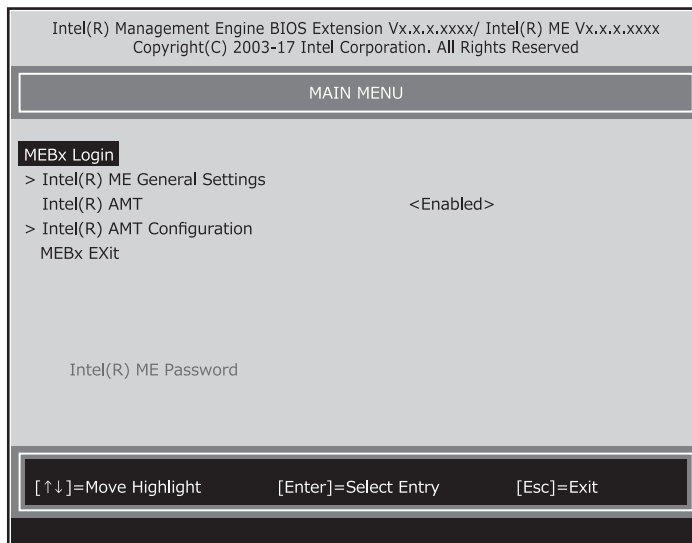 Intel(R) Management Engine BIOS Extension Vx.x.x.xxxx/ Intel(R) ME Vx.x.x.xxxx
Copyright(C) 2003-17 Intel Corporation. All Rights Reserved
MAIN MENU
MEBx Login
> Intel(R) ME General Settings
Intel(R) AMT <Enabled>
> Intel(R) AMT Configuration
MEBx EXit
Intel(R) ME Password
[↑↓]=Move Highlight [Enter]=Select Entry [Esc]=Exit